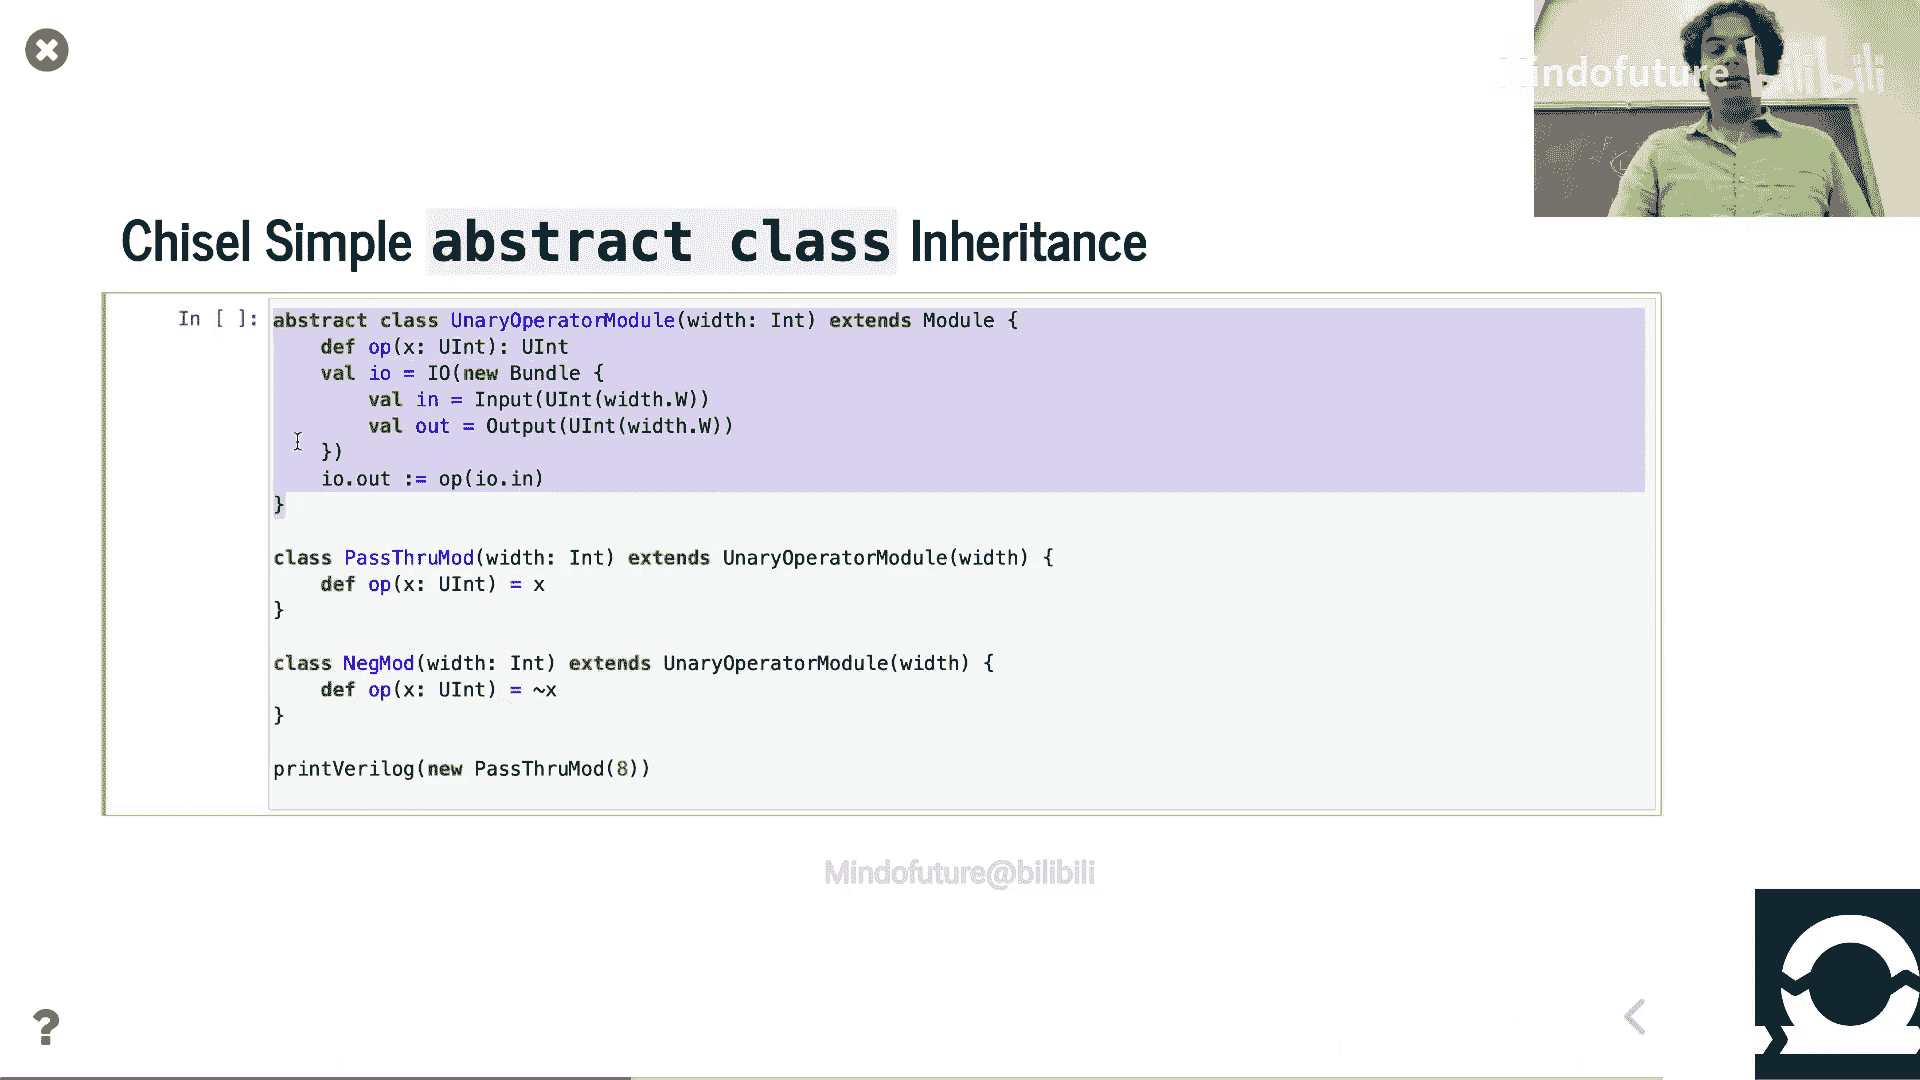 indofuture bilibili
Chisel Simple abstract class Inheritance
In [ ]:
abstract class UnaryOperatorModule(width: Int) extends Module {
    def op(x: UInt): UInt
    val io = IO(new Bundle {
        val in = Input(UInt(width.W))
        val out = Output(UInt(width.W))
    })
    io.out := op(io.in)
}
class PassThruMod(width: Int) extends UnaryOperatorModule(width) {
    def op(x: UInt) = x
}
class NegMod(width: Int) extends UnaryOperatorModule(width) {
    def op(x: UInt) = ~x
}
printVerilog(new PassThruMod(8))
Mindofuture@bilibili
?